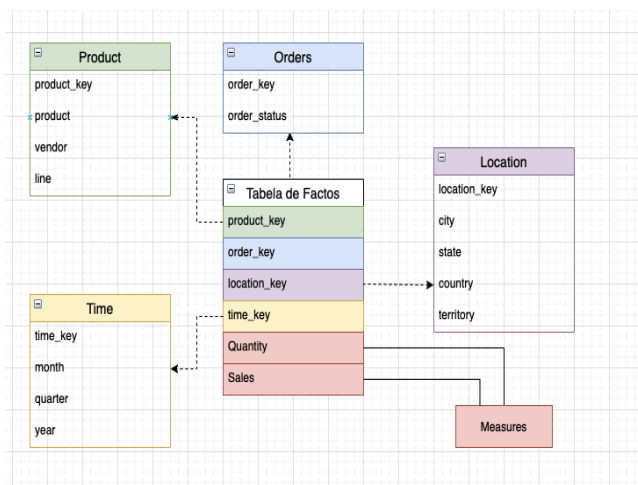 Product
product_key
product
vendor
line
Orders
order_key
order_status
Tabela de Factos
product_key
order_key
location_key
time_key
Quantity
Sales
Location
location_key
city
state
country
territory
Time
time_key
month
quarter
year
Measures